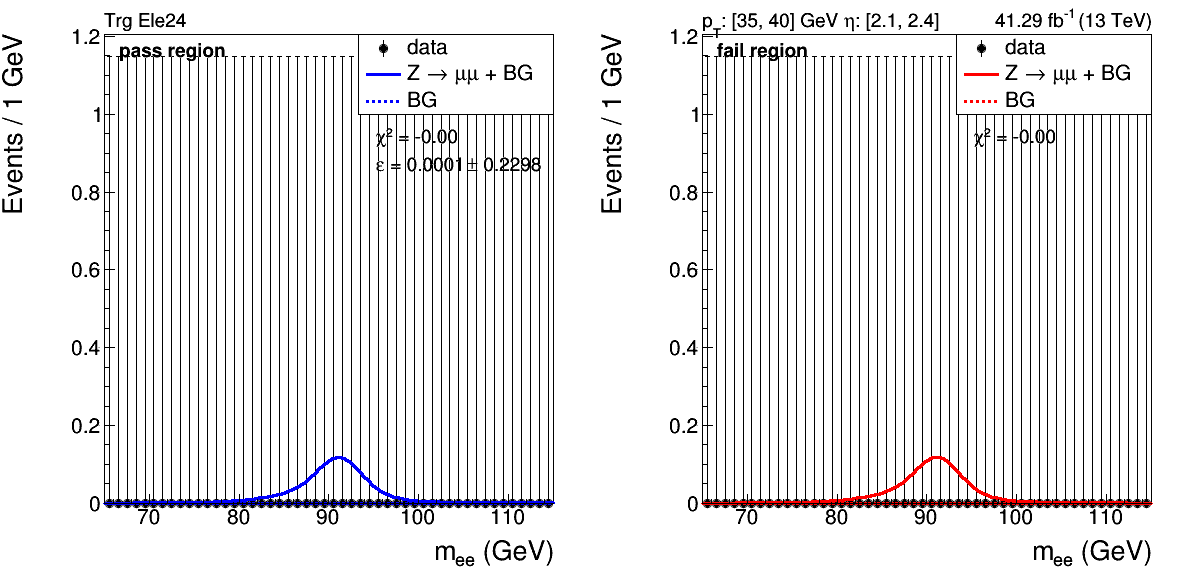 Trg Ele24
pass region
data
Z → μμ + BG
BG
χ² = -0.00
ε = 0.0001 ± 0.2298
Events / 1 GeV
1.2
1
0.8
0.6
0.4
0.2
0
70 80 90 100 110
mee (GeV)
pT: [35, 40] GeV η: [2.1, 2.4] 41.29 fb-1 (13 TeV)
fail region
data
Z → μμ + BG
BG
χ² = -0.00
Events / 1 GeV
1.2
1
0.8
0.6
0.4
0.2
0
70 80 90 100 110
mee (GeV)